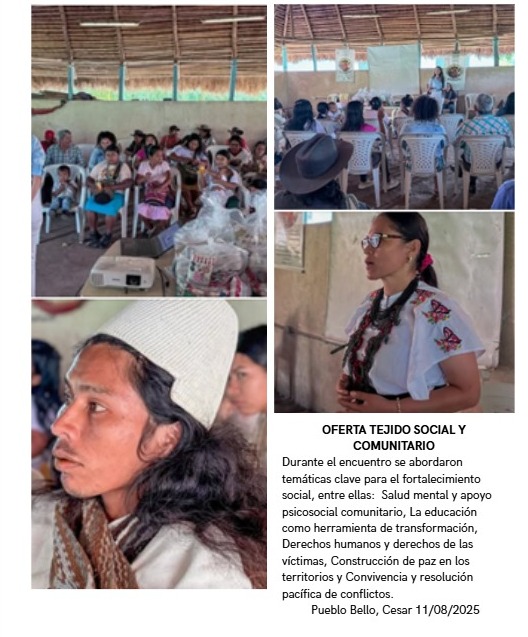 OFERTA TEJIDO SOCIAL Y
COMUNITARIO
Durante el encuentro se abordaron
temáticas clave para el fortalecimiento
social, entre ellas:  Salud mental y apoyo
psicosocial comunitario, La educación
como herramienta de transformación,
Derechos humanos y derechos de las
víctimas, Construcción de paz en los
territorios y Convivencia y resolución
pacífica de conflictos.
Pueblo Bello, Cesar 11/08/2025